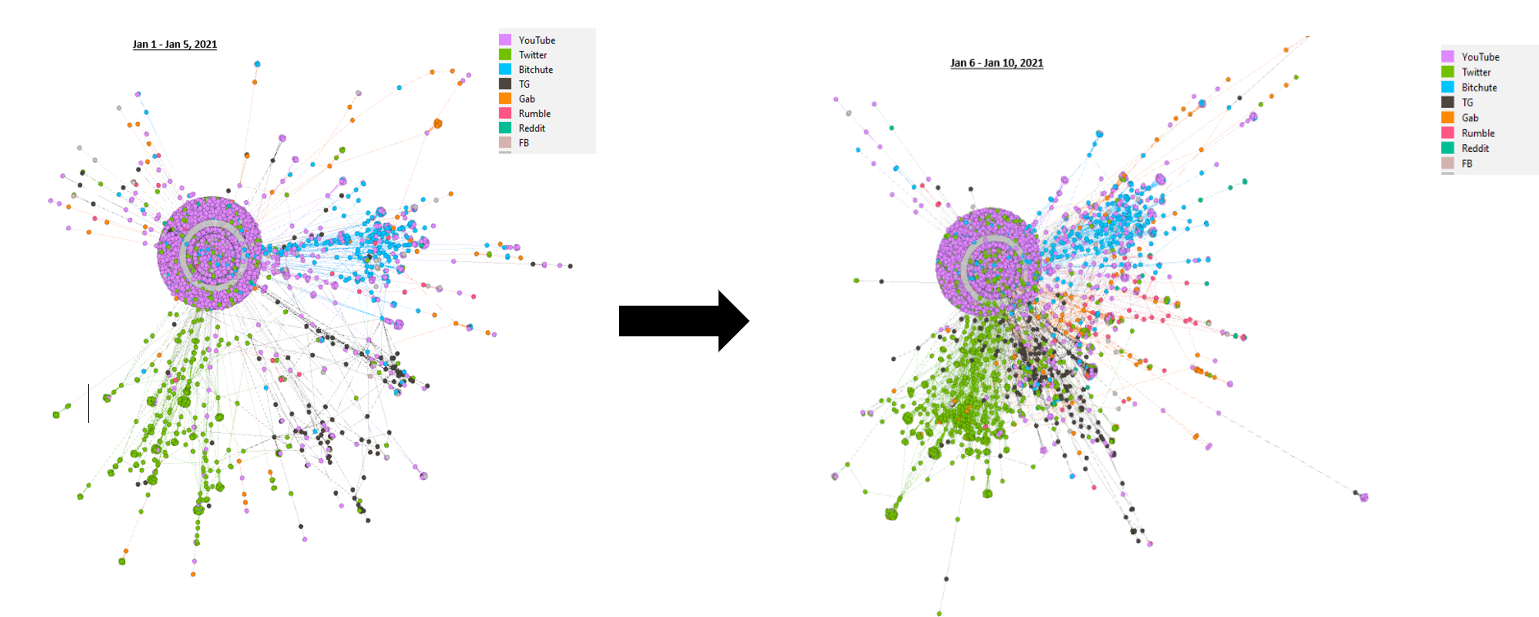 Jan 1 - Jan 5, 2021
YouTube
Twitter
Bitchute
TG
Gab
Rumble
Reddit
FB
Jan 6 - Jan 10, 2021
YouTube
Twitter
Bitchute
TG
Gab
Rumble
Reddit
FB